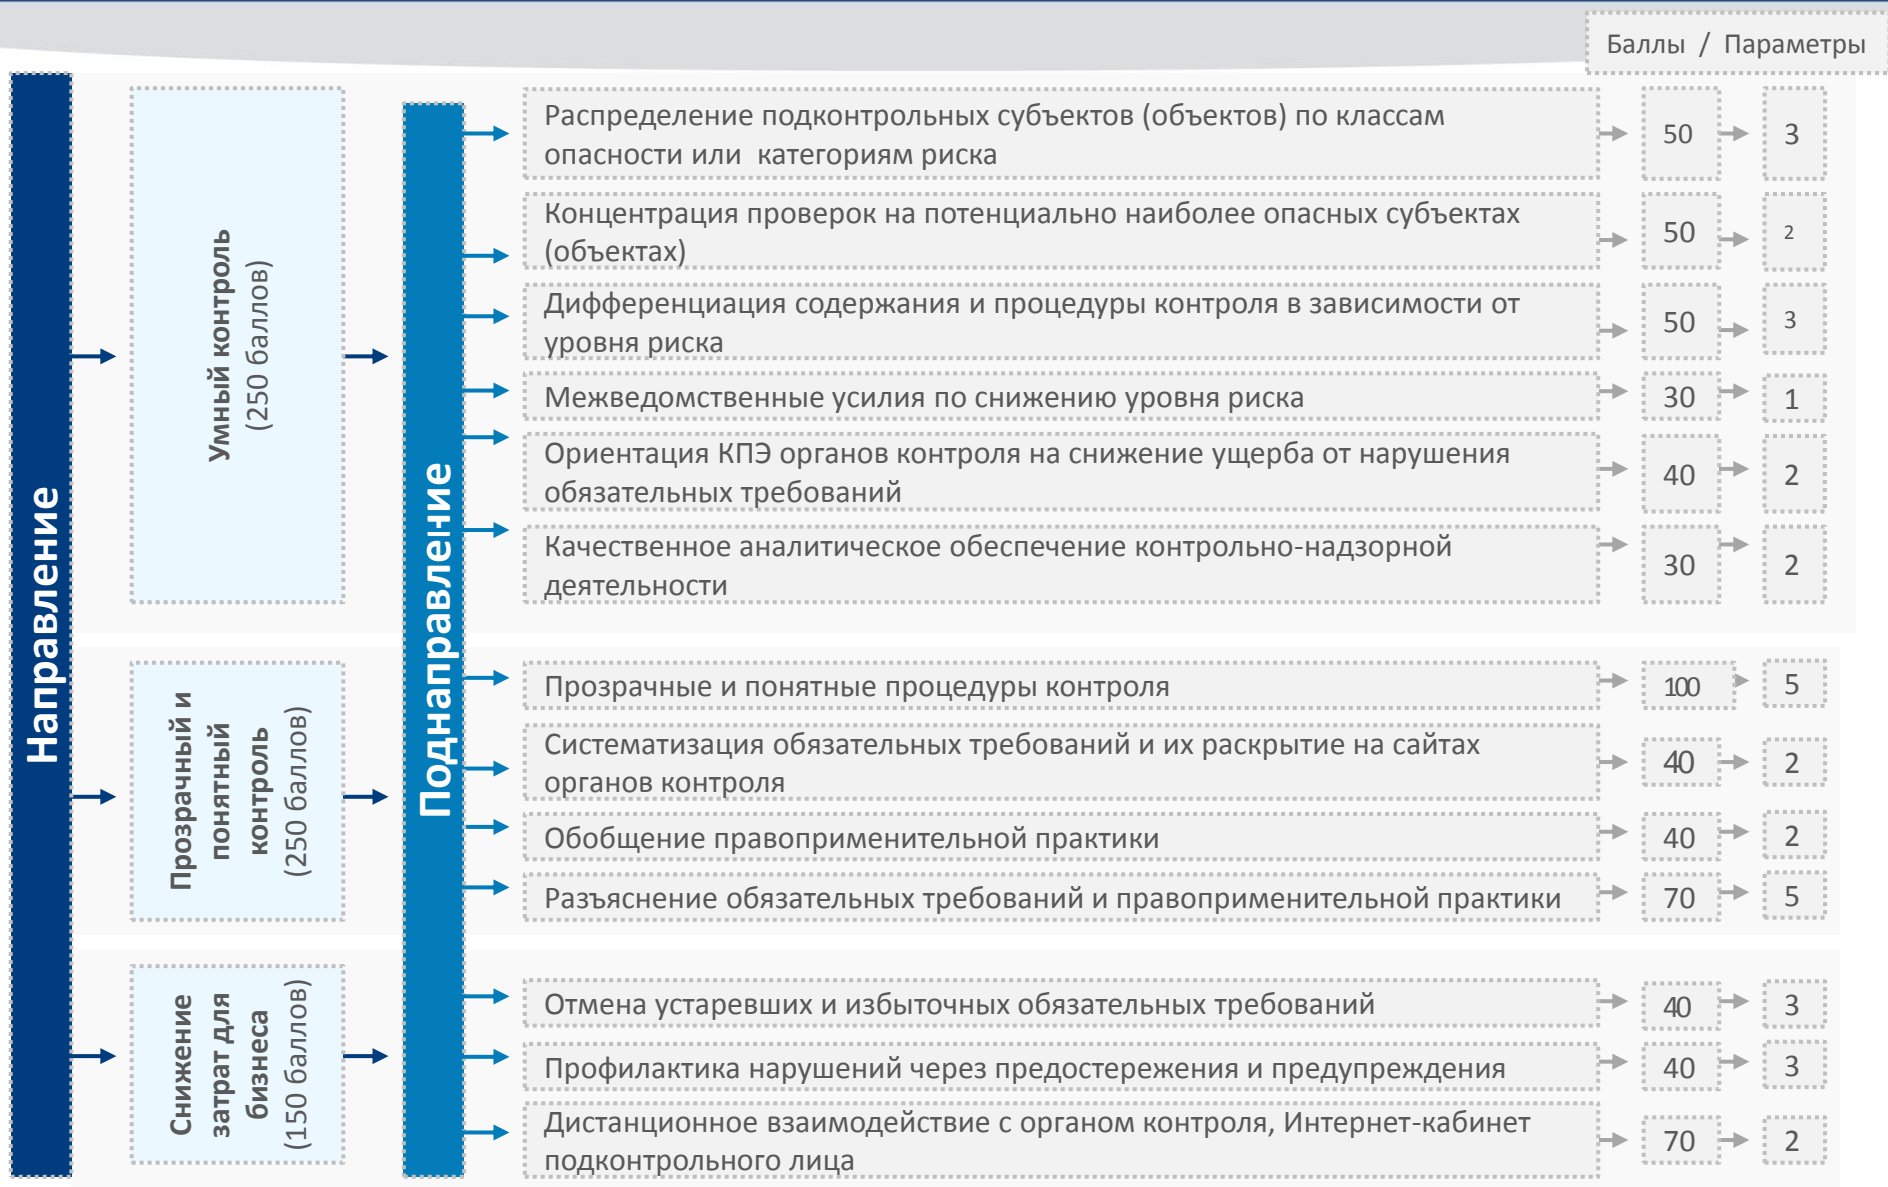 Баллы / Параметры
Направление
Умный контроль
(250 баллов)
Поднаправление
Распределение подконтрольных субъектов (объектов) по классам
опасности или категориям риска
50
3
Концентрация проверок на потенциально наиболее опасных субъектах
(объектах)
50
2
Дифференциация содержания и процедуры контроля в зависимости от
уровня риска
50
3
Межведомственные усилия по снижению уровня риска
30
1
Ориентация КПЭ органов контроля на снижение ущерба от нарушения
обязательных требований
40
2
Качественное аналитическое обеспечение контрольно-надзорной
деятельности
30
2
Прозрачный и
понятный
контроль
(250 баллов)
Прозрачные и понятные процедуры контроля
100
5
Систематизация обязательных требований и их раскрытие на сайтах
органов контроля
40
2
Обобщение правоприменительной практики
40
2
Разъяснение обязательных требований и правоприменительной практики
70
5
Снижение
затрат для
бизнеса
(150 баллов)
Отмена устаревших и избыточных обязательных требований
40
3
Профилактика нарушений через предостережения и предупреждения
40
3
Дистанционное взаимодействие с органом контроля, Интернет-кабинет
подконтрольного лица
70
2